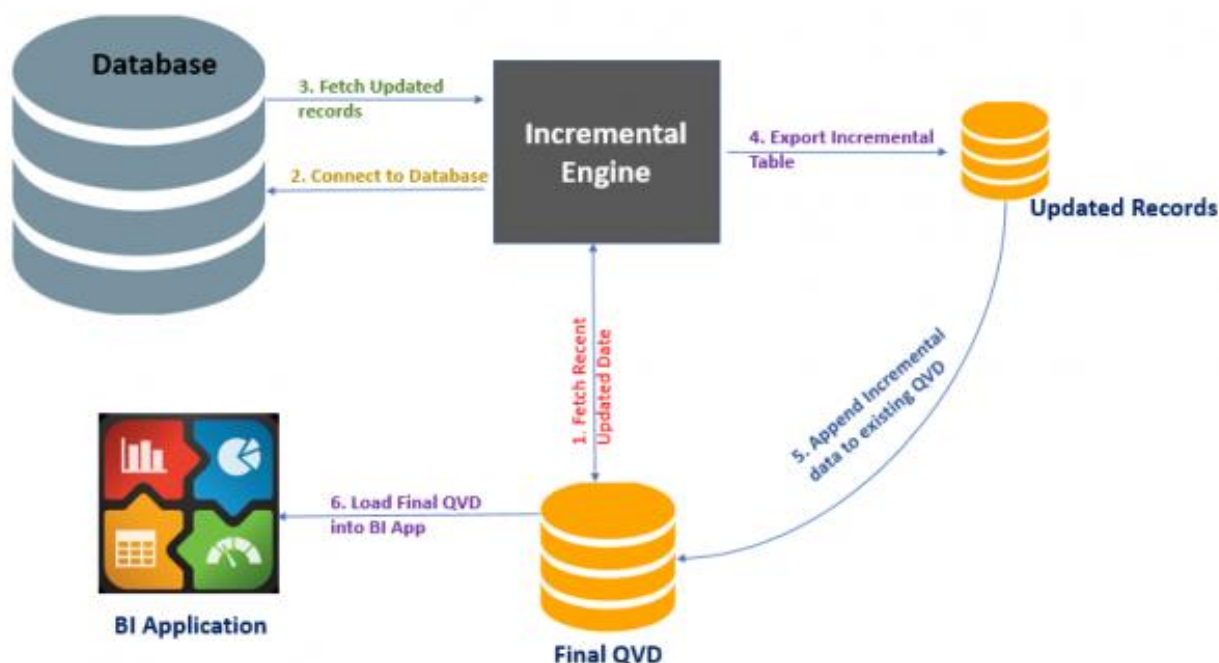 Database
3. Fetch Updated
records
2. Connect to Database
Incremental
Engine
4. Export Incremental
Table
Updated Records
1. Fetch Recent
Updated Date
5. Append Incremental
data to existing QVD
6. Load Final QVD
into BI App
BI Application
Final QVD